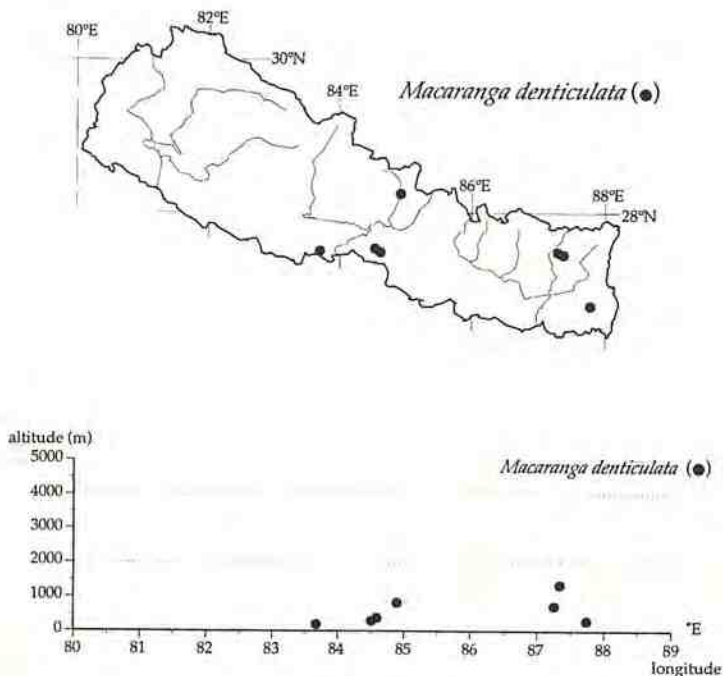 82°E
80°E
30°N
84°E
Macaranga denticulata (●)
86°E
88°E
28°N
altitude (m)
5000
Macaranga denticulata (●)
4000
3000
2000
1000
0
°E
80 81 82 83 84 85 86 87 88 89
longitude